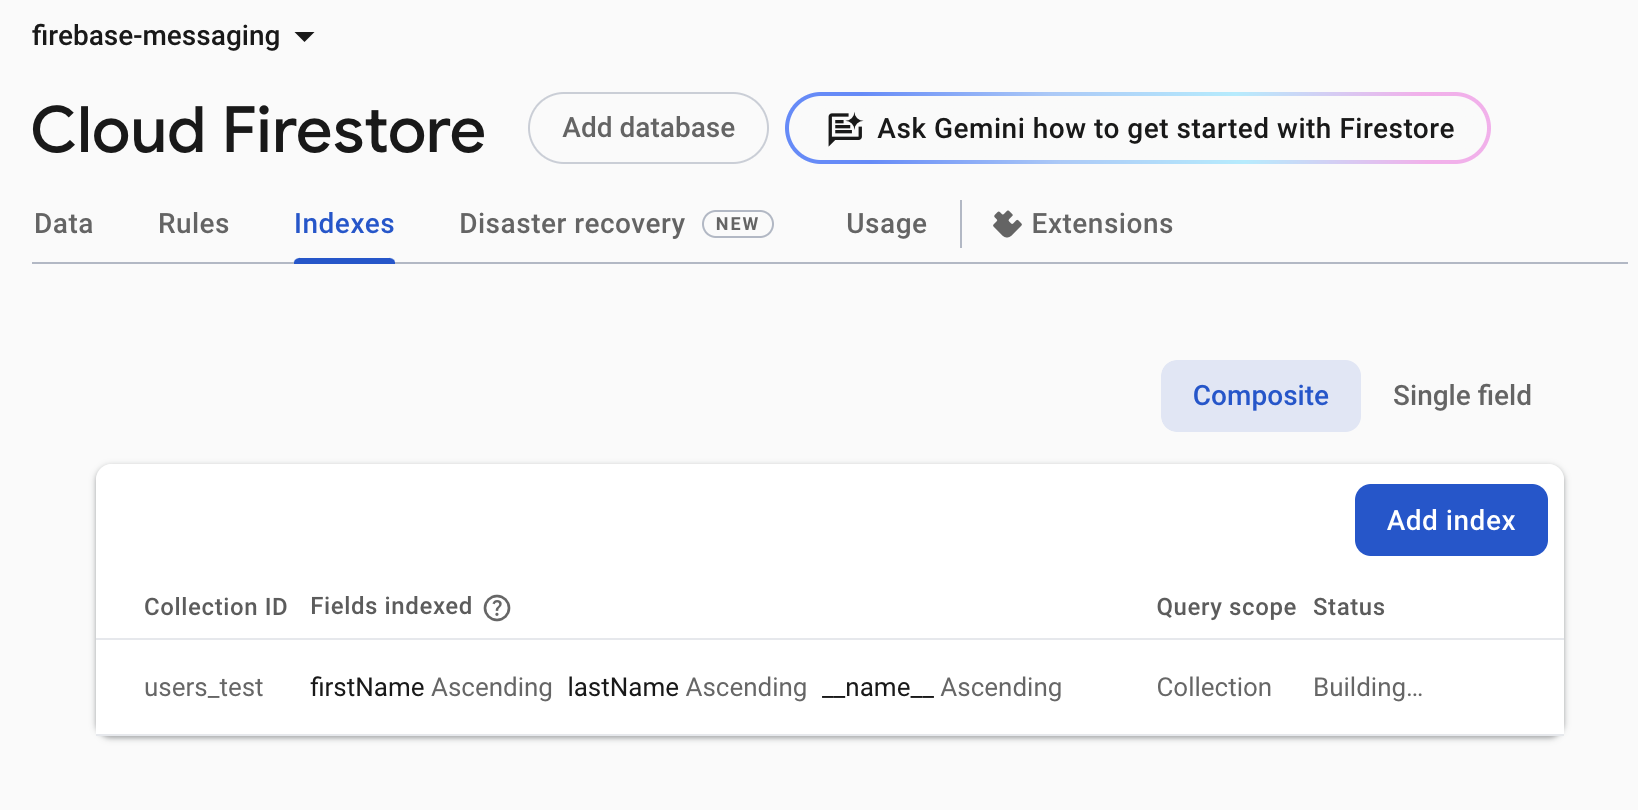 firebase-messaging
Cloud Firestore
Add database
Ask Gemini how to get started with Firestore
Data Rules Indexes Disaster recovery NEW Usage Extensions
Composite Single field
Add index
Collection ID Fields indexed ? Query scope Status
users_test firstName Ascending lastName Ascending __name__ Ascending Collection Building...